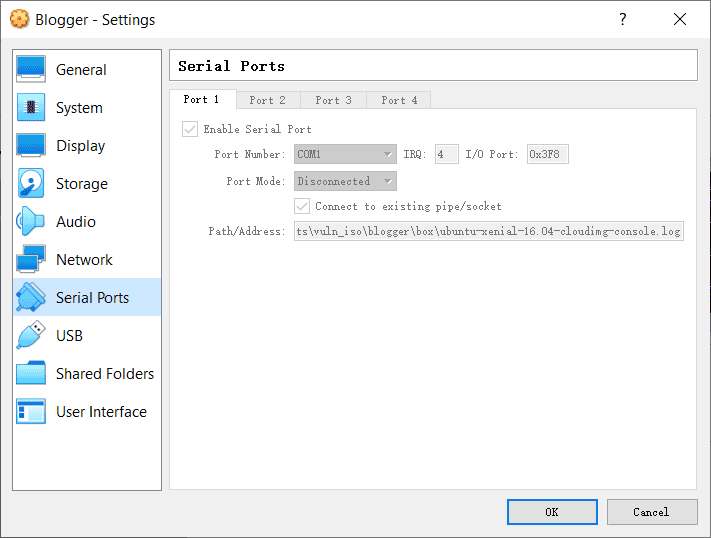 Blogger - Settings
?
General
System
Display
Storage
Audio
Network
Serial Ports
USB
Shared Folders
User Interface
Serial Ports
Port 1 Port 2 Port 3 Port 4
Enable Serial Port
Port Number: COM1 IRQ: 4 I/O Port: 0x3F8
Port Mode: Disconnected
Connect to existing pipe/socket
Path/Address: ts\vuln_iso\blogger\box\ubuntu-xenial-16.04-cloudimg-console.log
OK Cancel